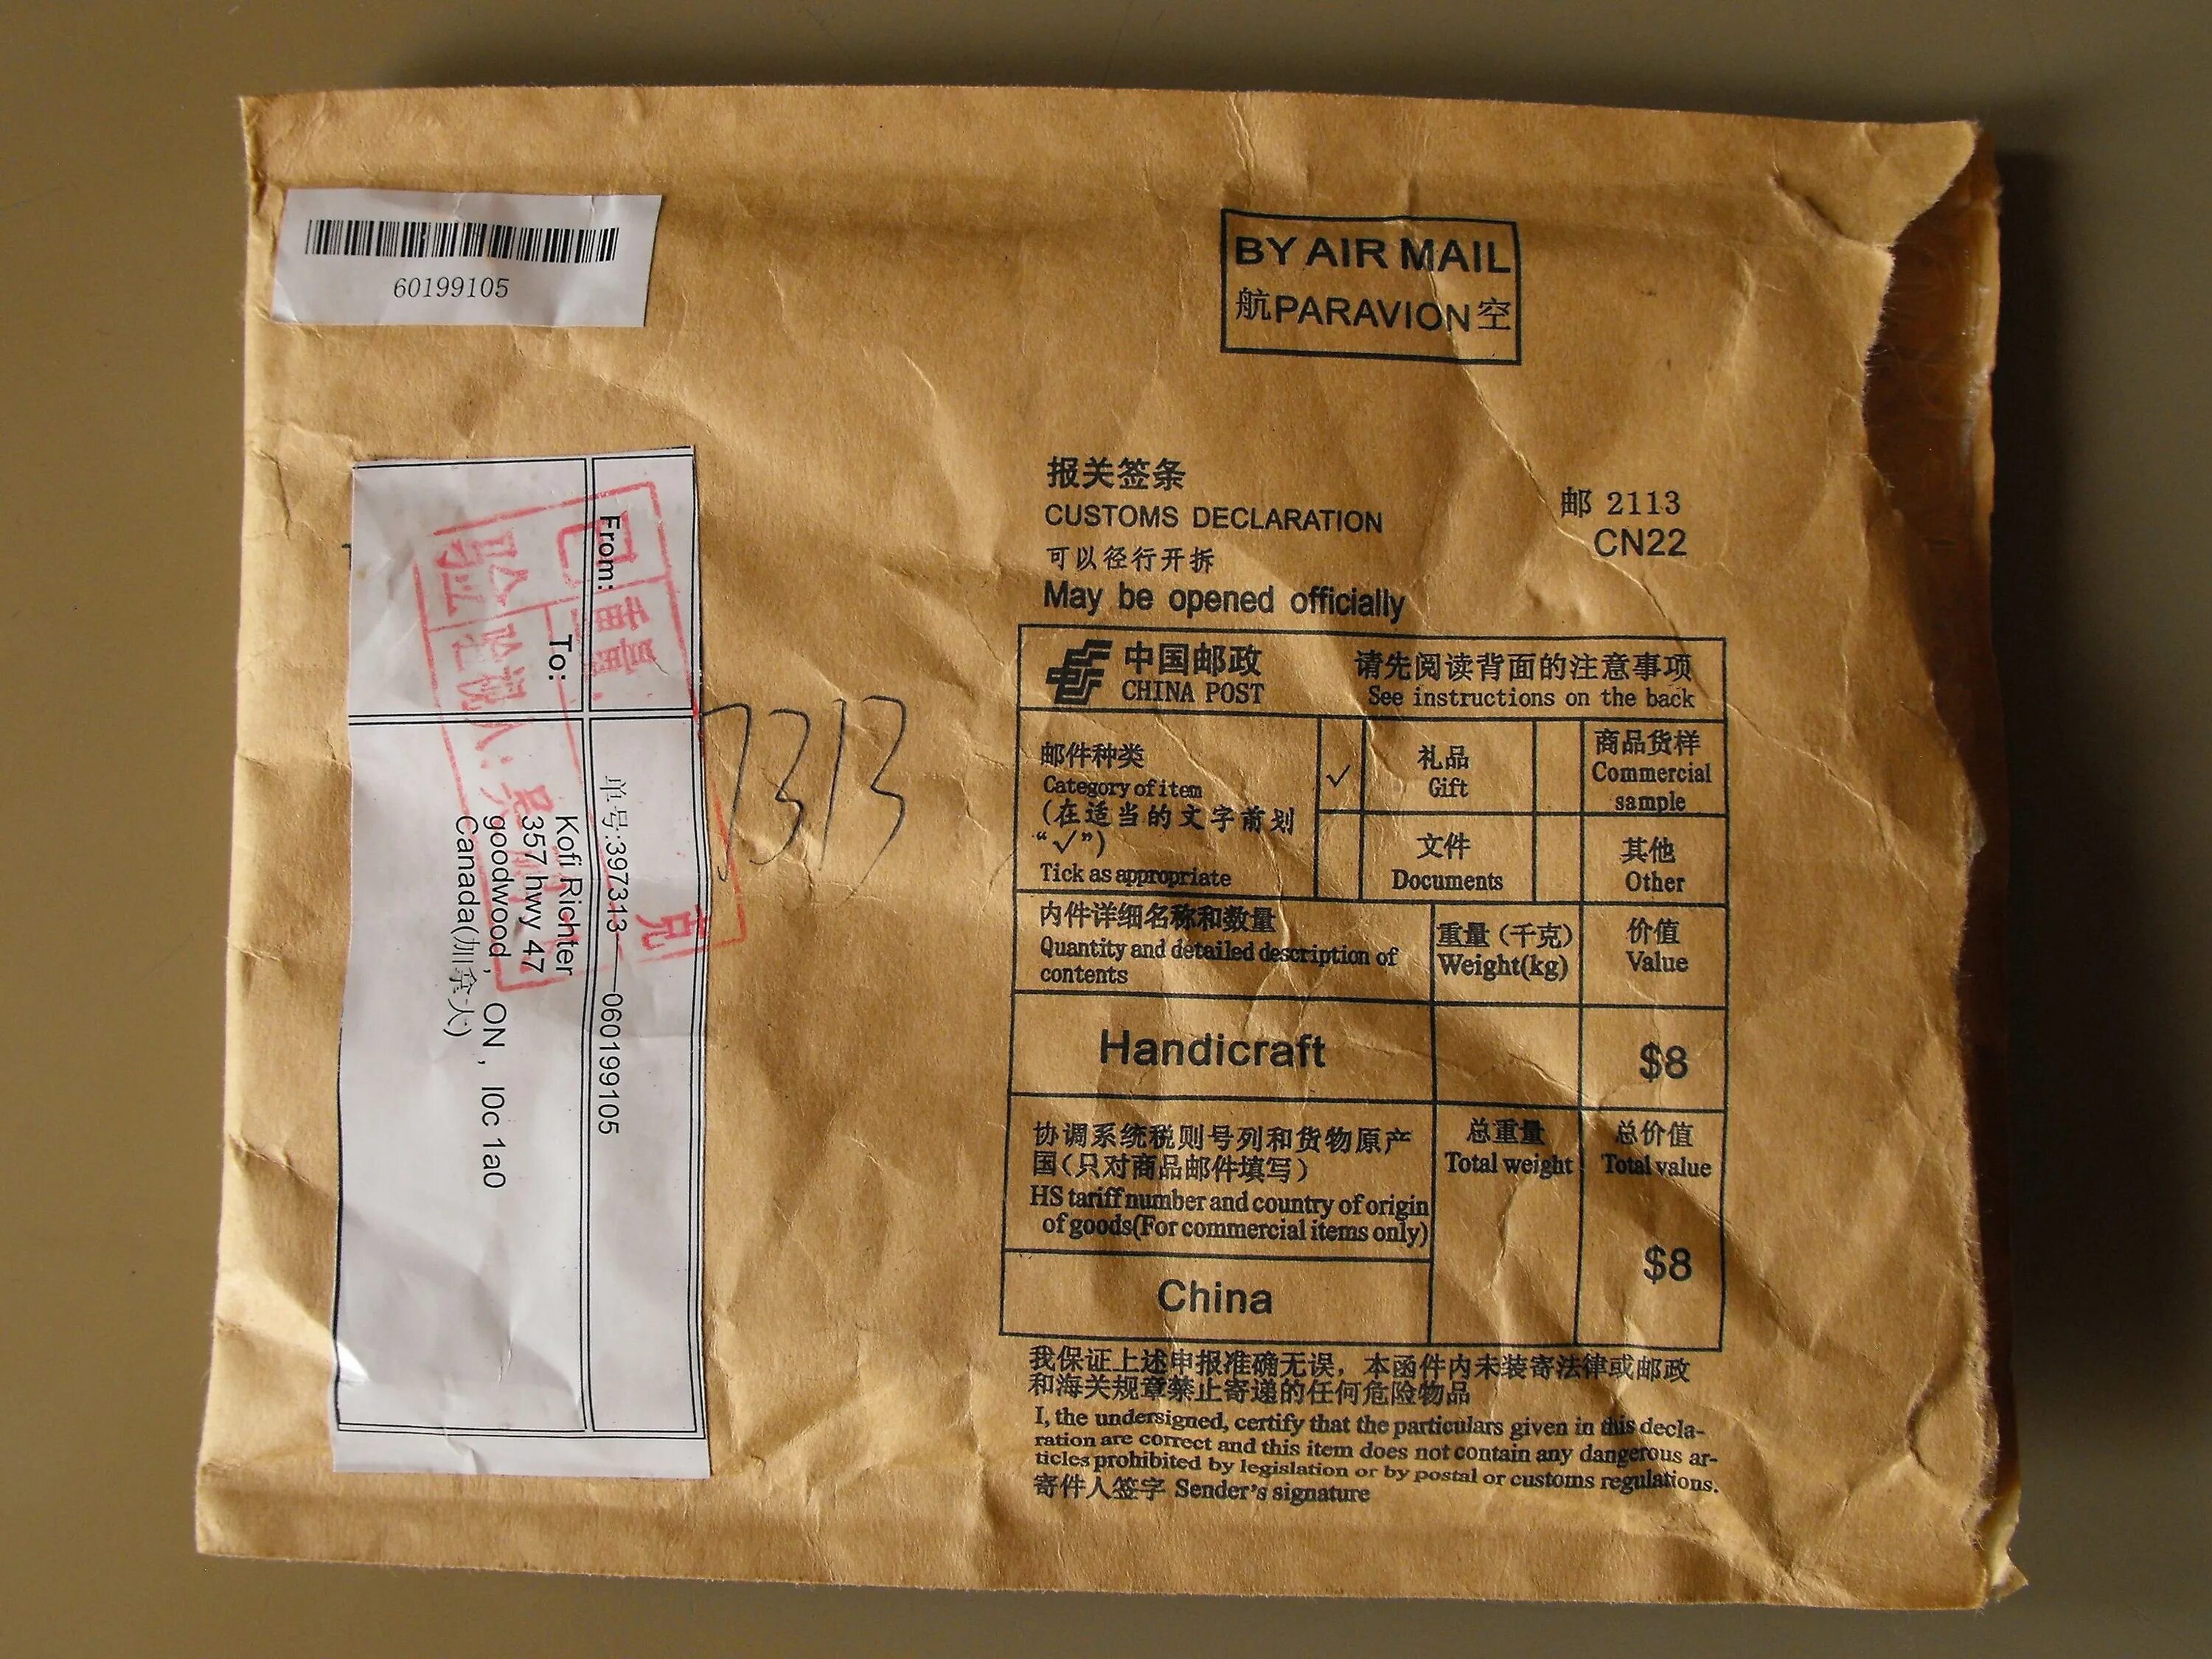 60199105
BY AIR MAIL
航 PARAVION 空
报关签条
CUSTOMS DECLARATION
可以径行开拆
May be opened officially
邮 2113
CN22
中国邮政
CHINA POST
请先阅读背面的注意事项
See instructions on the back
邮件种类
Category of item
(在适当的文字前划
“✓”)
Tick as appropriate
✓
礼品
Gift
商品货样
Commercial
sample
文件
Documents
其他
Other
内件详细名称和数量
Quantity and detailed description of
contents
重量（千克）
Weight(kg)
价值
Value
Handicraft
$8
协调系统税则号列和货物原产
国（只对商品邮件填写）
HS tariff number and country of origin
of goods(For commercial items only)
总重量
Total weight
总价值
Total value
China
$8
我保证上述申报准确无误，本函件内未装寄法律或邮政
和海关规章禁止寄递的任何危险物品
I, the undersigned, certify that the particulars given in this decla-
ration are correct and this item does not contain any dangerous ar-
ticles prohibited by legislation or by postal or customs regulations.
寄件人签字 Sender's signature
From:
单号:397313——060199105
To:
Kofi Richter
357 hwy 47
goodwood, ON, l0c 1a0
Canada(加拿大)
7313
已
重量:
克
验视人: